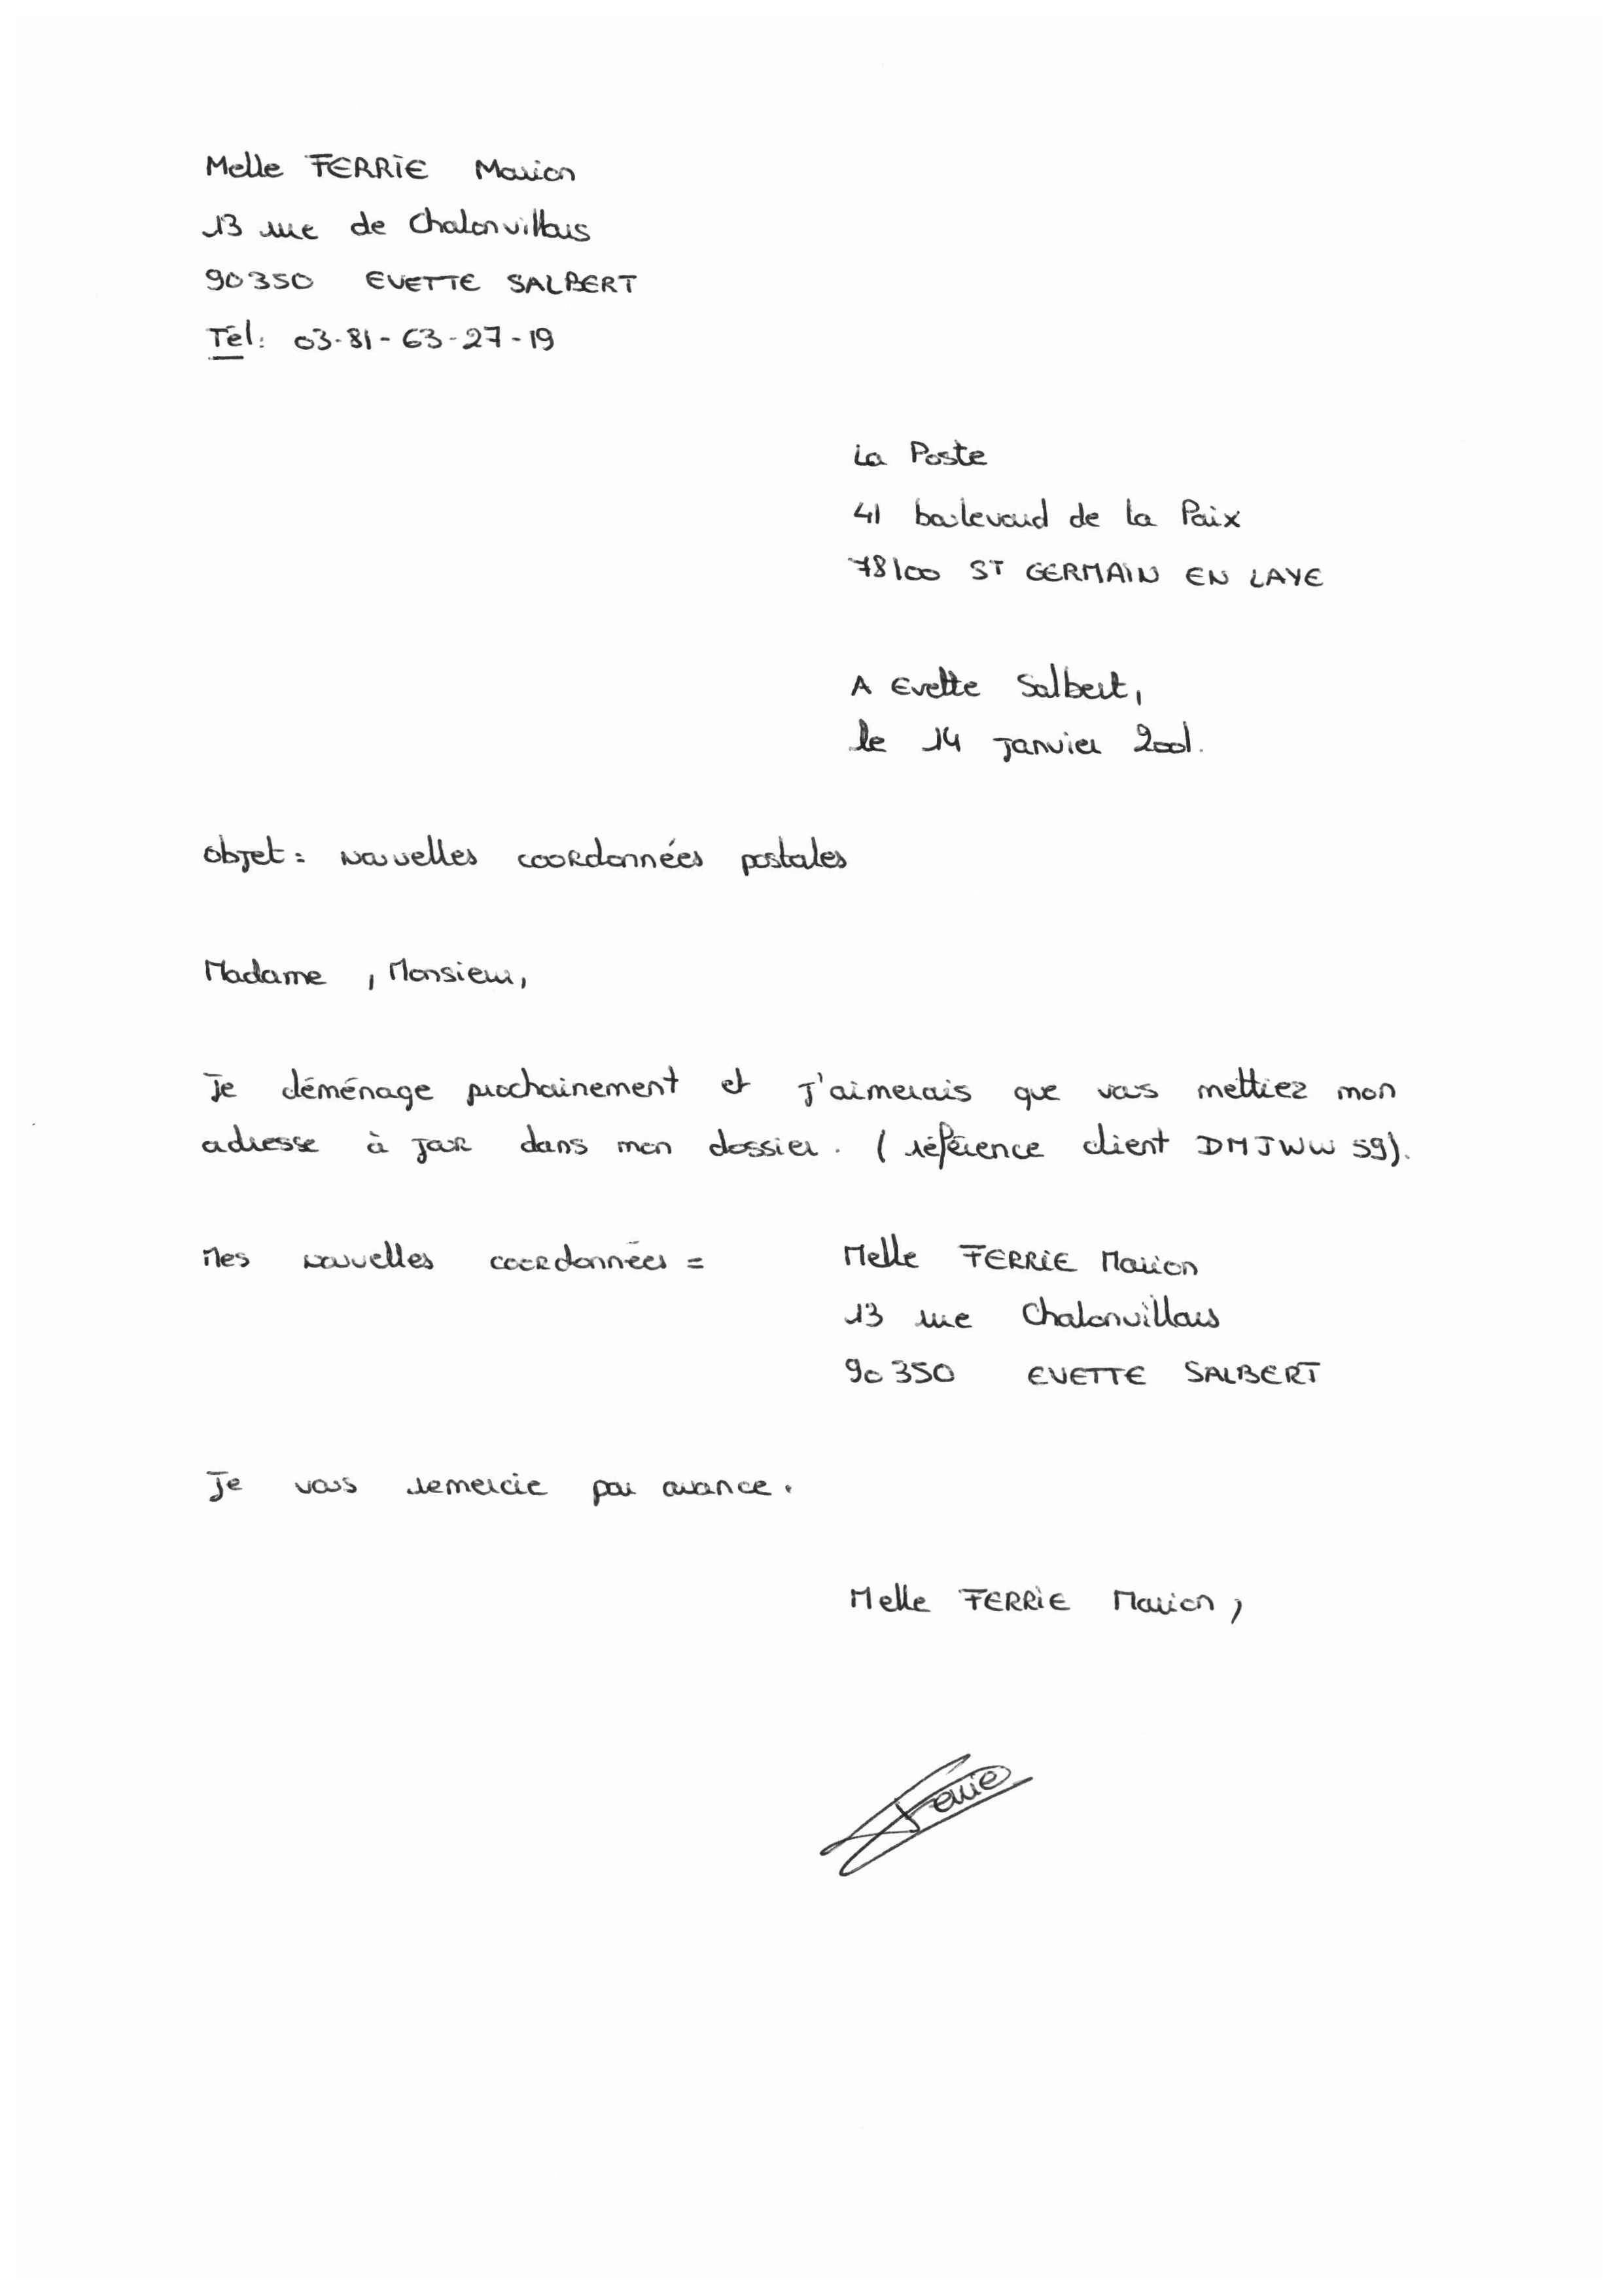 Melle FERRIE Marion
13 rue de Chalonvillars
90350 EVETTE SALBERT
Tél: 03-81-63-27-19
La Poste
41 boulevard de la Paix
78100 ST GERMAIN EN LAYE
A Evette Salbert,
le 14 janvier 2001.
Objet: nouvelles coordonnées postales
Madame, Monsieur,
Je déménage prochainement et j'aimerais que vous mettiez mon
adresse à jour dans mon dossier. (référence client DMJWW 59).
Mes nouvelles coordonnées = Melle FERRIE Marion
13 rue Chalonvillars
90350 EVETTE SALBERT
Je vous remercie par avance.
Melle FERRIE Marion,
Ferrie